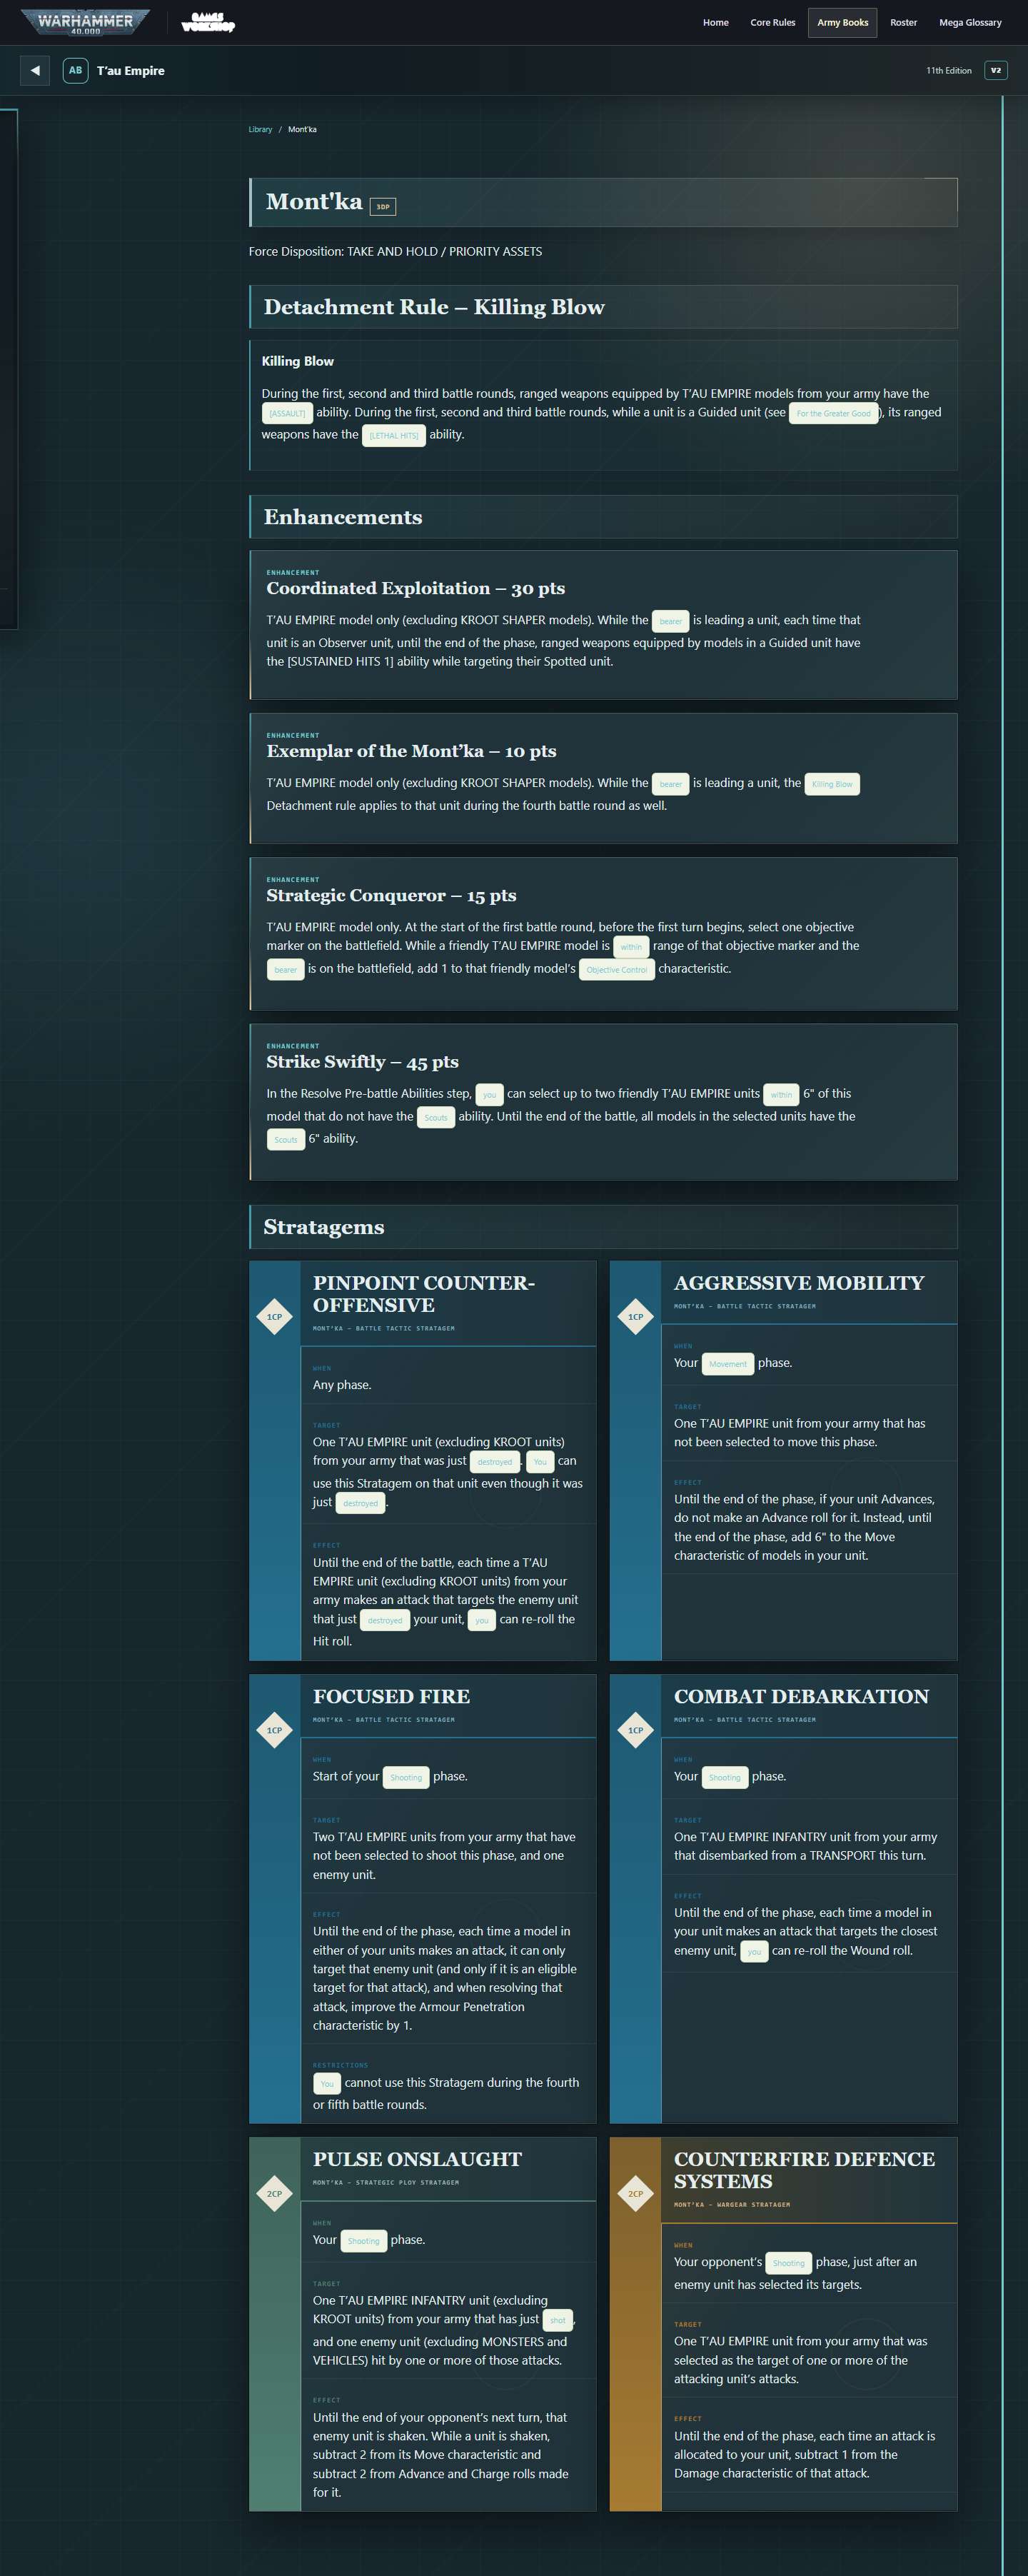 WARHAMMER
40,000
GAMES
WORKSHOP
Home
Core Rules
Army Books
Roster
Mega Glossary
◀
AB
T'au Empire
11th Edition
V2
Library / Mont'ka
Mont'ka 3DP
Force Disposition: TAKE AND HOLD / PRIORITY ASSETS
Detachment Rule – Killing Blow
Killing Blow
During the first, second and third battle rounds, ranged weapons equipped by T'AU EMPIRE models from your army have the
[ASSAULT] ability. During the first, second and third battle rounds, while a unit is a Guided unit (see For the Greater Good), its ranged
weapons have the [LETHAL HITS] ability.
Enhancements
ENHANCEMENT
Coordinated Exploitation – 30 pts
T'AU EMPIRE model only (excluding KROOT SHAPER models). While the bearer is leading a unit, each time that
unit is an Observer unit, until the end of the phase, ranged weapons equipped by models in a Guided unit have
the [SUSTAINED HITS 1] ability while targeting their Spotted unit.
ENHANCEMENT
Exemplar of the Mont'ka – 10 pts
T'AU EMPIRE model only (excluding KROOT SHAPER models). While the bearer is leading a unit, the Killing Blow
Detachment rule applies to that unit during the fourth battle round as well.
ENHANCEMENT
Strategic Conqueror – 15 pts
T'AU EMPIRE model only. At the start of the first battle round, before the first turn begins, select one objective
marker on the battlefield. While a friendly T'AU EMPIRE model is within range of that objective marker and the
bearer is on the battlefield, add 1 to that friendly model's Objective Control characteristic.
ENHANCEMENT
Strike Swiftly – 45 pts
In the Resolve Pre-battle Abilities step, you can select up to two friendly T'AU EMPIRE units within 6" of this
model that do not have the Scouts ability. Until the end of the battle, all models in the selected units have the
Scouts 6" ability.
Stratagems
1CP
PINPOINT COUNTER-
OFFENSIVE
MONT'KA – BATTLE TACTIC STRATAGEM
WHEN
Any phase.
TARGET
One T'AU EMPIRE unit (excluding KROOT units)
from your army that was just destroyed. You can
use this Stratagem on that unit even though it was
just destroyed.
EFFECT
Until the end of the battle, each time a T'AU
EMPIRE unit (excluding KROOT units) from your
army makes an attack that targets the enemy unit
that just destroyed your unit, you can re-roll the
Hit roll.
1CP
AGGRESSIVE MOBILITY
MONT'KA – BATTLE TACTIC STRATAGEM
WHEN
Your Movement phase.
TARGET
One T'AU EMPIRE unit from your army that has
not been selected to move this phase.
EFFECT
Until the end of the phase, if your unit Advances,
do not make an Advance roll for it. Instead, until
the end of the phase, add 6" to the Move
characteristic of models in your unit.
1CP
FOCUSED FIRE
MONT'KA – BATTLE TACTIC STRATAGEM
WHEN
Start of your Shooting phase.
TARGET
Two T'AU EMPIRE units from your army that have
not been selected to shoot this phase, and one
enemy unit.
EFFECT
Until the end of the phase, each time a model in
either of your units makes an attack, it can only
target that enemy unit (and only if it is an eligible
target for that attack), and when resolving that
attack, improve the Armour Penetration
characteristic by 1.
RESTRICTIONS
You cannot use this Stratagem during the fourth
or fifth battle rounds.
1CP
COMBAT DEBARKATION
MONT'KA – BATTLE TACTIC STRATAGEM
WHEN
Your Shooting phase.
TARGET
One T'AU EMPIRE INFANTRY unit from your army
that disembarked from a TRANSPORT this turn.
EFFECT
Until the end of the phase, each time a model in
your unit makes an attack that targets the closest
enemy unit, you can re-roll the Wound roll.
2CP
PULSE ONSLAUGHT
MONT'KA – STRATEGIC PLOY STRATAGEM
WHEN
Your Shooting phase.
TARGET
One T'AU EMPIRE INFANTRY unit (excluding
KROOT units) from your army that has just shot,
and one enemy unit (excluding MONSTERS and
VEHICLES) hit by one or more of those attacks.
EFFECT
Until the end of your opponent's next turn, that
enemy unit is shaken. While a unit is shaken,
subtract 2 from its Move characteristic and
subtract 2 from Advance and Charge rolls made
for it.
2CP
COUNTERFIRE DEFENCE
SYSTEMS
MONT'KA – WARGEAR STRATAGEM
WHEN
Your opponent's Shooting phase, just after an
enemy unit has selected its targets.
TARGET
One T'AU EMPIRE unit from your army that was
selected as the target of one or more of the
attacking unit's attacks.
EFFECT
Until the end of the phase, each time an attack is
allocated to your unit, subtract 1 from the
Damage characteristic of that attack.